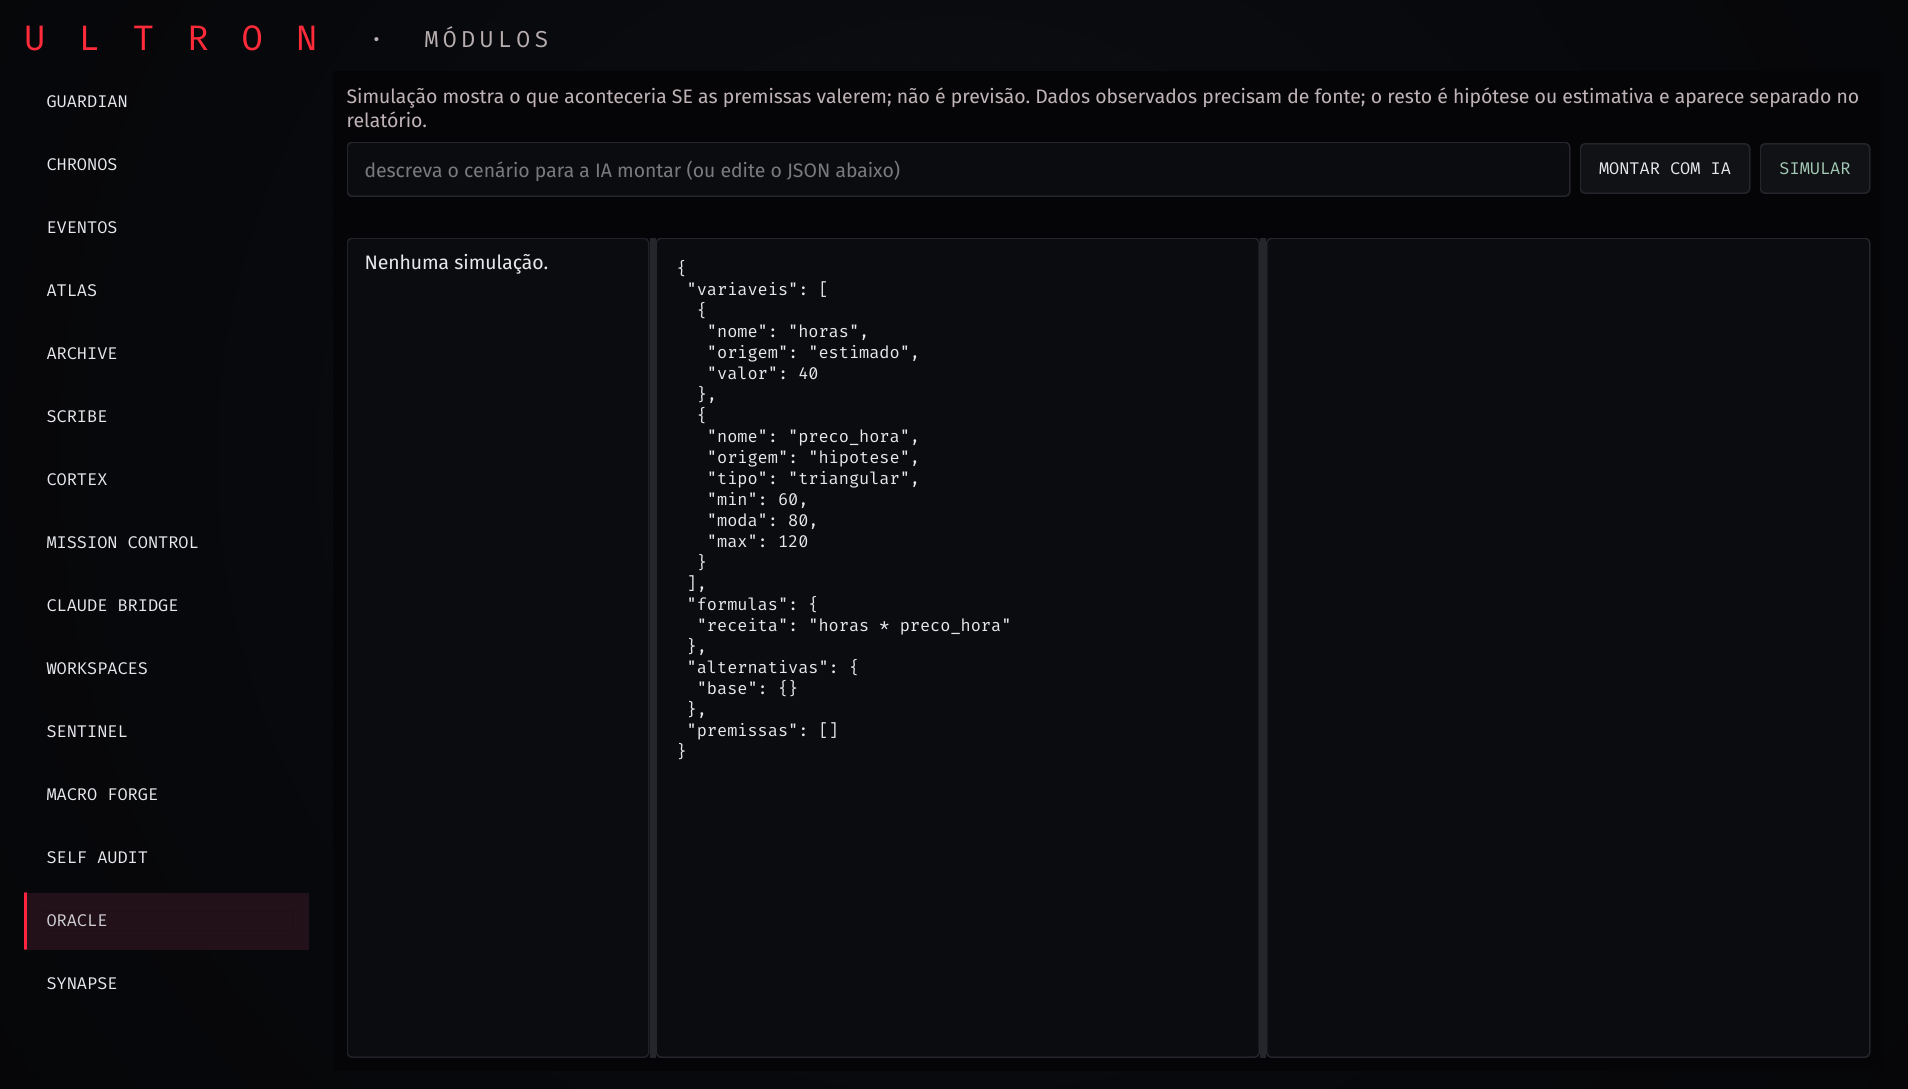 ULTRON · MÓDULOS
GUARDIAN
CHRONOS
EVENTOS
ATLAS
ARCHIVE
SCRIBE
CORTEX
MISSION CONTROL
CLAUDE BRIDGE
WORKSPACES
SENTINEL
MACRO FORGE
SELF AUDIT
ORACLE
SYNAPSE
Simulação mostra o que aconteceria SE as premissas valerem; não é previsão. Dados observados precisam de fonte; o resto é hipótese ou estimativa e aparece separado no
relatório.
descreva o cenário para a IA montar (ou edite o JSON abaixo)
MONTAR COM IA
SIMULAR
Nenhuma simulação.
{
 "variaveis": [
  {
   "nome": "horas",
   "origem": "estimado",
   "valor": 40
  },
  {
   "nome": "preco_hora",
   "origem": "hipotese",
   "tipo": "triangular",
   "min": 60,
   "moda": 80,
   "max": 120
  }
 ],
 "formulas": {
  "receita": "horas * preco_hora"
 },
 "alternativas": {
  "base": {}
 },
 "premissas": []
}